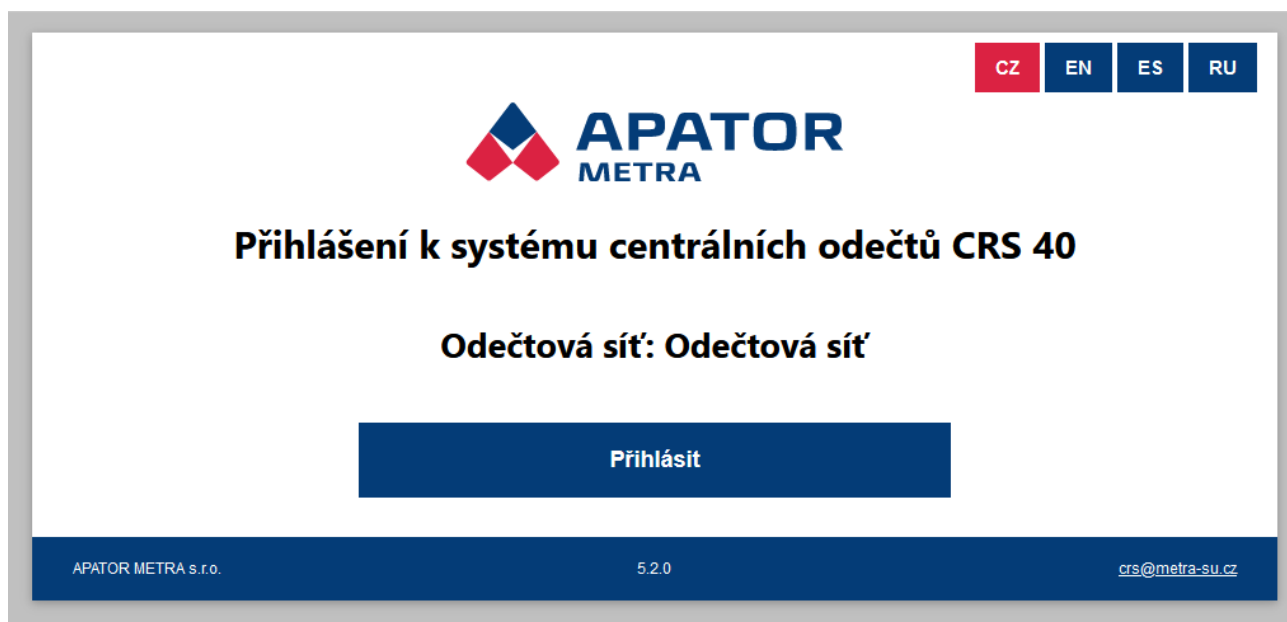 CZ EN ES RU
APATOR
METRA
Přihlášení k systému centrálních odečtů CRS 40
Odečtová síť: Odečtová síť
Přihlásit
APATOR METRA s.r.o. 5.2.0 crs@metra-su.cz